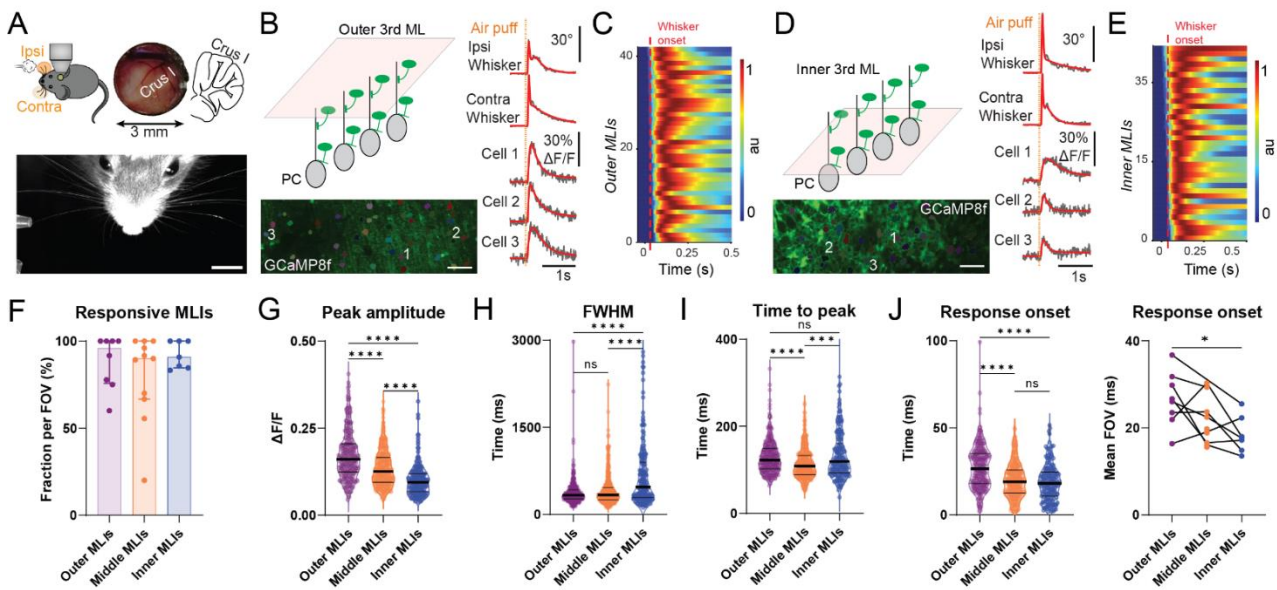 A
Ipsi
Contra
Crus I
Crus I
3 mm
B
Outer 3rd ML
PC
3
1
2
GCaMP8f
Air puff
Ipsi
Whisker
30°
Contra
Whisker
30%
ΔF/F
Cell 1
Cell 2
Cell 3
1s
C
Whisker
onset
Outer MLIs
40
20
0
0
0.25
0.5
Time (s)
1
au
0
D
Inner 3rd ML
PC
GCaMP8f
2
1
3
Air puff
Ipsi
Whisker
30°
Contra
Whisker
30%
ΔF/F
Cell 1
Cell 2
Cell 3
1s
E
Whisker
onset
Inner MLIs
35
15
0
0
0.25
0.5
Time (s)
1
au
0
F
Responsive MLIs
Fraction per FOV (%)
100
50
0
Outer MLIs
Middle MLIs
Inner MLIs
G
Peak amplitude
ΔF/F
0.50
0.25
0.00
****
****
****
Outer MLIs
Middle MLIs
Inner MLIs
H
FWHM
Time (ms)
3000
2000
1000
0
****
ns
****
Outer MLIs
Middle MLIs
Inner MLIs
I
Time to peak
Time (ms)
400
200
0
ns
****
***
Outer MLIs
Middle MLIs
Inner MLIs
J
Response onset
Time (ms)
100
50
0
****
****
ns
Outer MLIs
Middle MLIs
Inner MLIs
Response onset
Mean FOV (ms)
40
20
0
*
Outer MLIs
Middle MLIs
Inner MLIs